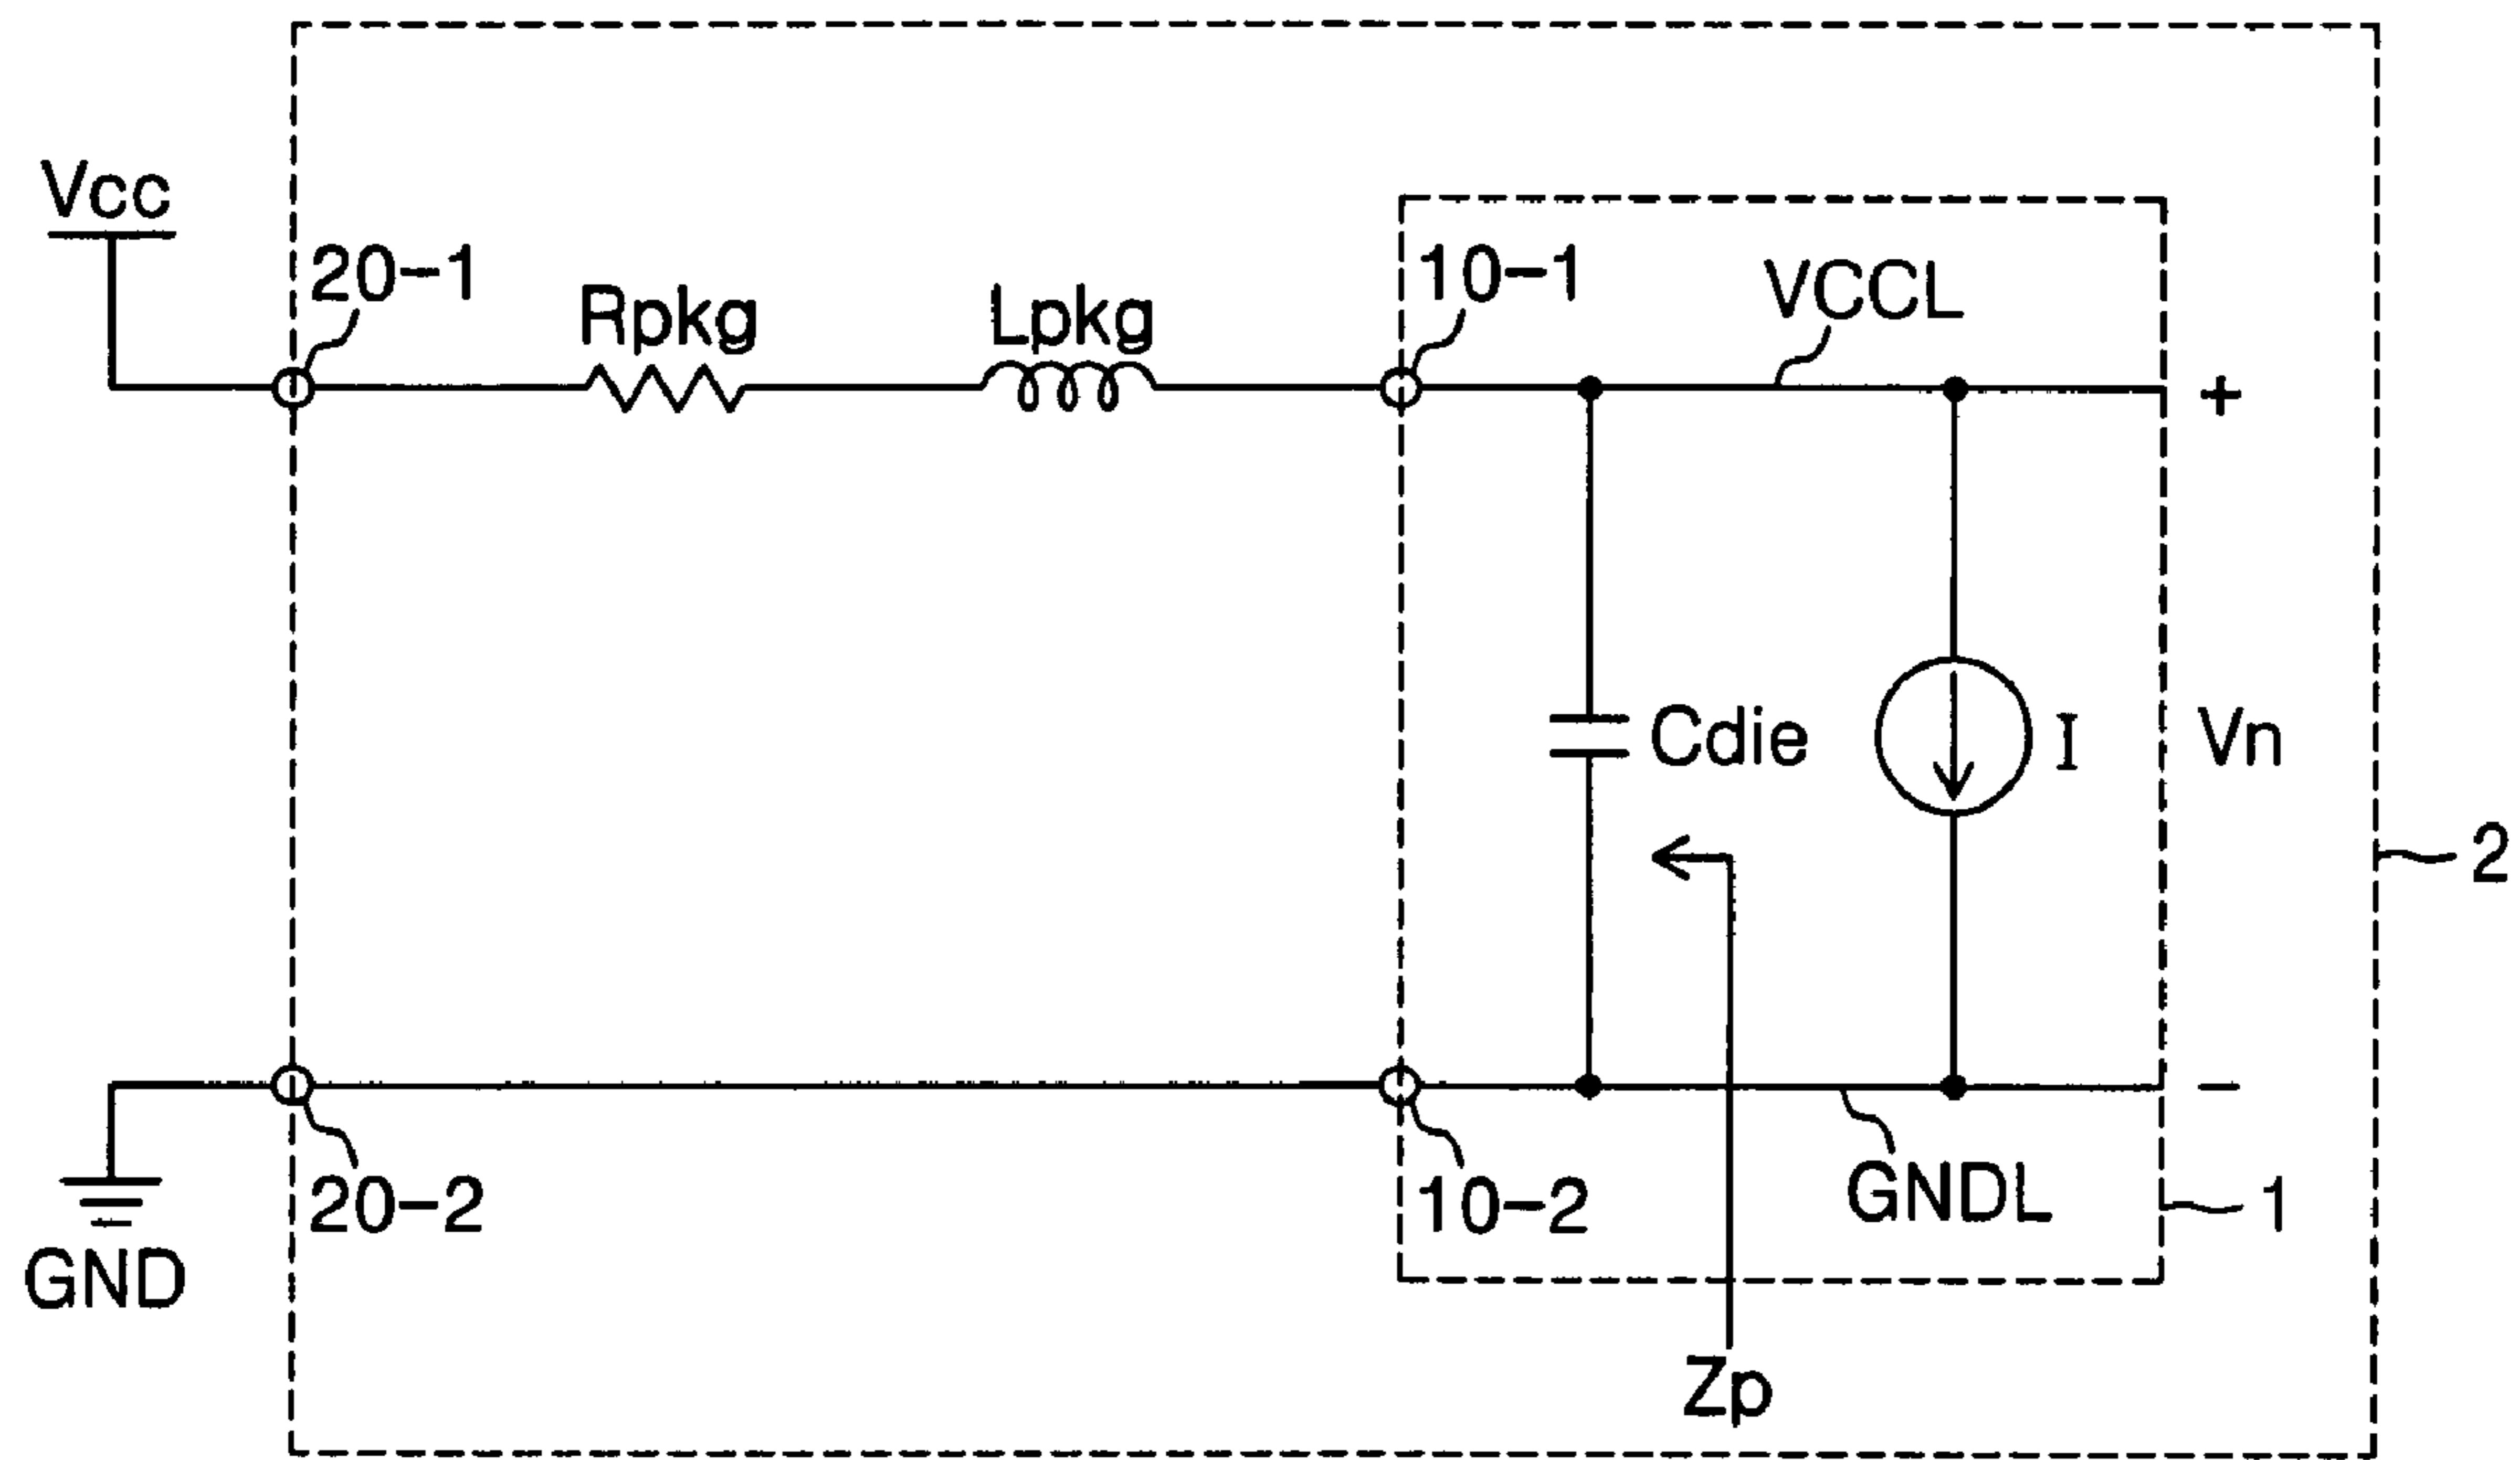 Vcc
20-1
Rpkg
Lpkg
10-1
VCCL
+
Cdie
I
Vn
2
-
20-2
10-2
GNDL
1
GND
Zp